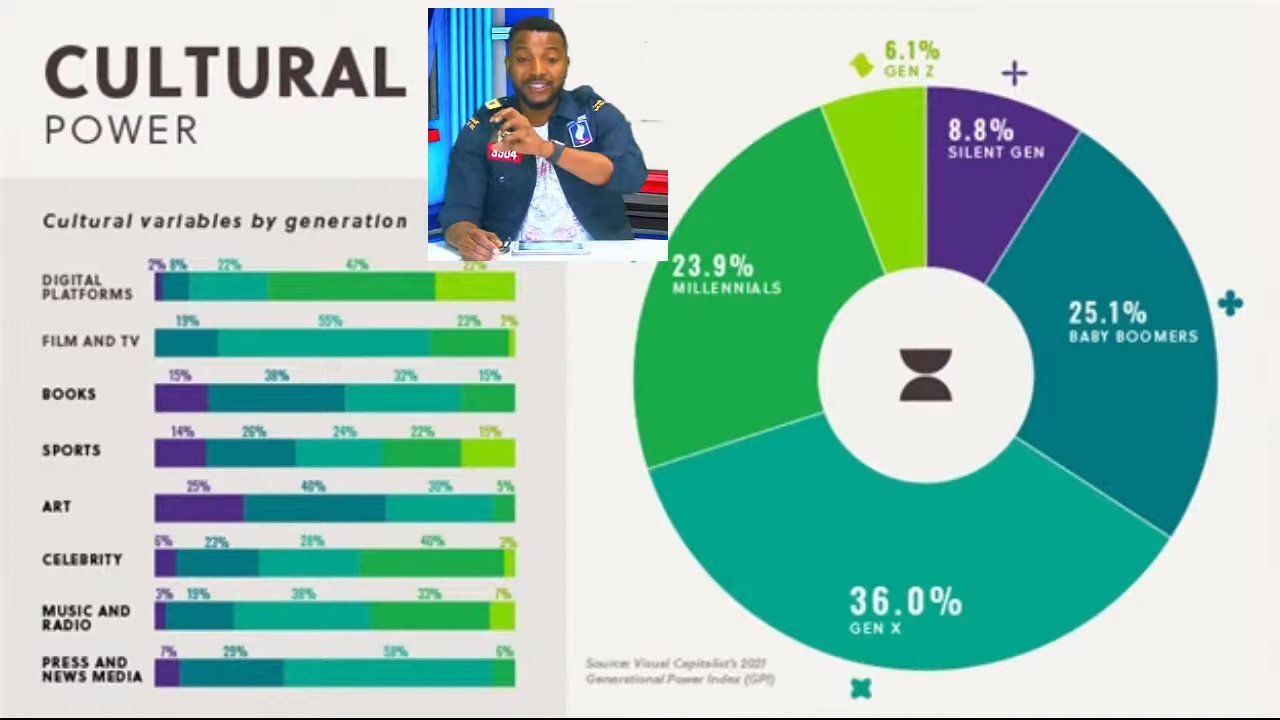 CULTURAL
POWER
Cultural variables by generation
DIGITAL
PLATFORMS
2% 8% 22% 47% 22%
FILM AND TV
19% 55% 23% 2%
BOOKS
15% 38% 32% 15%
SPORTS
14% 26% 24% 22% 15%
ART
25% 40% 30% 5%
CELEBRITY
6% 23% 28% 40% 3%
MUSIC AND
RADIO
3% 19% 38% 33% 7%
PRESS AND
NEWS MEDIA
7% 29% 58% 6%
3904
6.1%
GEN Z
8.8%
SILENT GEN
23.9%
MILLENNIALS
25.1%
BABY BOOMERS
36.0%
GEN X
Source: Visual Capitalist's 2021
Generational Power Index (GPI)